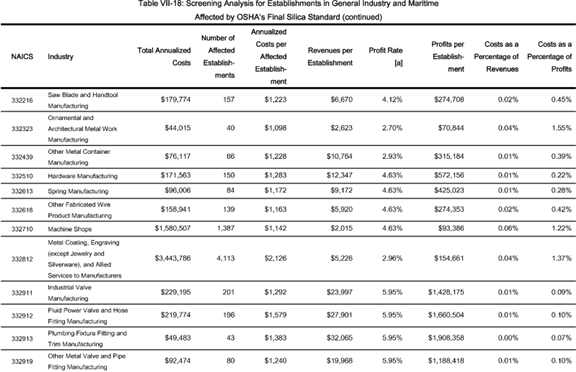 Table VII-18: Screening Analysis for Establishments in General Industry and Maritime
Affected by OSHA's Final Silica Standard (continued)
NAICS Industry Total Annualized Costs Number of Affected Establish-ments Annualized Costs per Affected Establish-ment Revenues per Establishment Profit Rate [a] Profits per Establish-ment Costs as a Percentage of Revenues Costs as a Percentage of Profits
332216 Saw Blade and Handtool Manufacturing $179,774 157 $1,223 $6,670 4.12% $274,708 0.02% 0.45%
332323 Ornamental and Architectural Metal Work Manufacturing $44,015 40 $1,098 $2,623 2.70% $70,844 0.04% 1.55%
332439 Other Metal Container Manufacturing $76,117 66 $1,228 $10,764 2.93% $315,184 0.01% 0.39%
332510 Hardware Manufacturing $171,563 150 $1,283 $12,347 4.63% $572,156 0.01% 0.22%
332613 Spring Manufacturing $96,006 84 $1,172 $9,172 4.63% $425,023 0.01% 0.28%
332618 Other Fabricated Wire Product Manufacturing $158,941 139 $1,163 $5,920 4.63% $274,353 0.02% 0.42%
332710 Machine Shops $1,580,507 1,387 $1,142 $2,015 4.63% $93,386 0.06% 1.22%
332812 Metal Coating, Engraving (except Jewelry and Silverware), and Allied Services to Manufacturers $3,443,786 4,113 $2,126 $5,226 2.96% $154,661 0.04% 1.37%
332911 Industrial Valve Manufacturing $229,195 201 $1,292 $23,997 5.95% $1,428,175 0.01% 0.09%
332912 Fluid Power Valve and Hose Fitting Manufacturing $219,774 196 $1,579 $27,901 5.95% $1,660,504 0.01% 0.10%
332913 Plumbing Fixture Fitting and Trim Manufacturing $49,483 43 $1,383 $32,065 5.95% $1,908,358 0.00% 0.07%
332919 Other Metal Valve and Pipe Fitting Manufacturing $92,474 80 $1,240 $19,968 5.95% $1,188,418 0.01% 0.10%